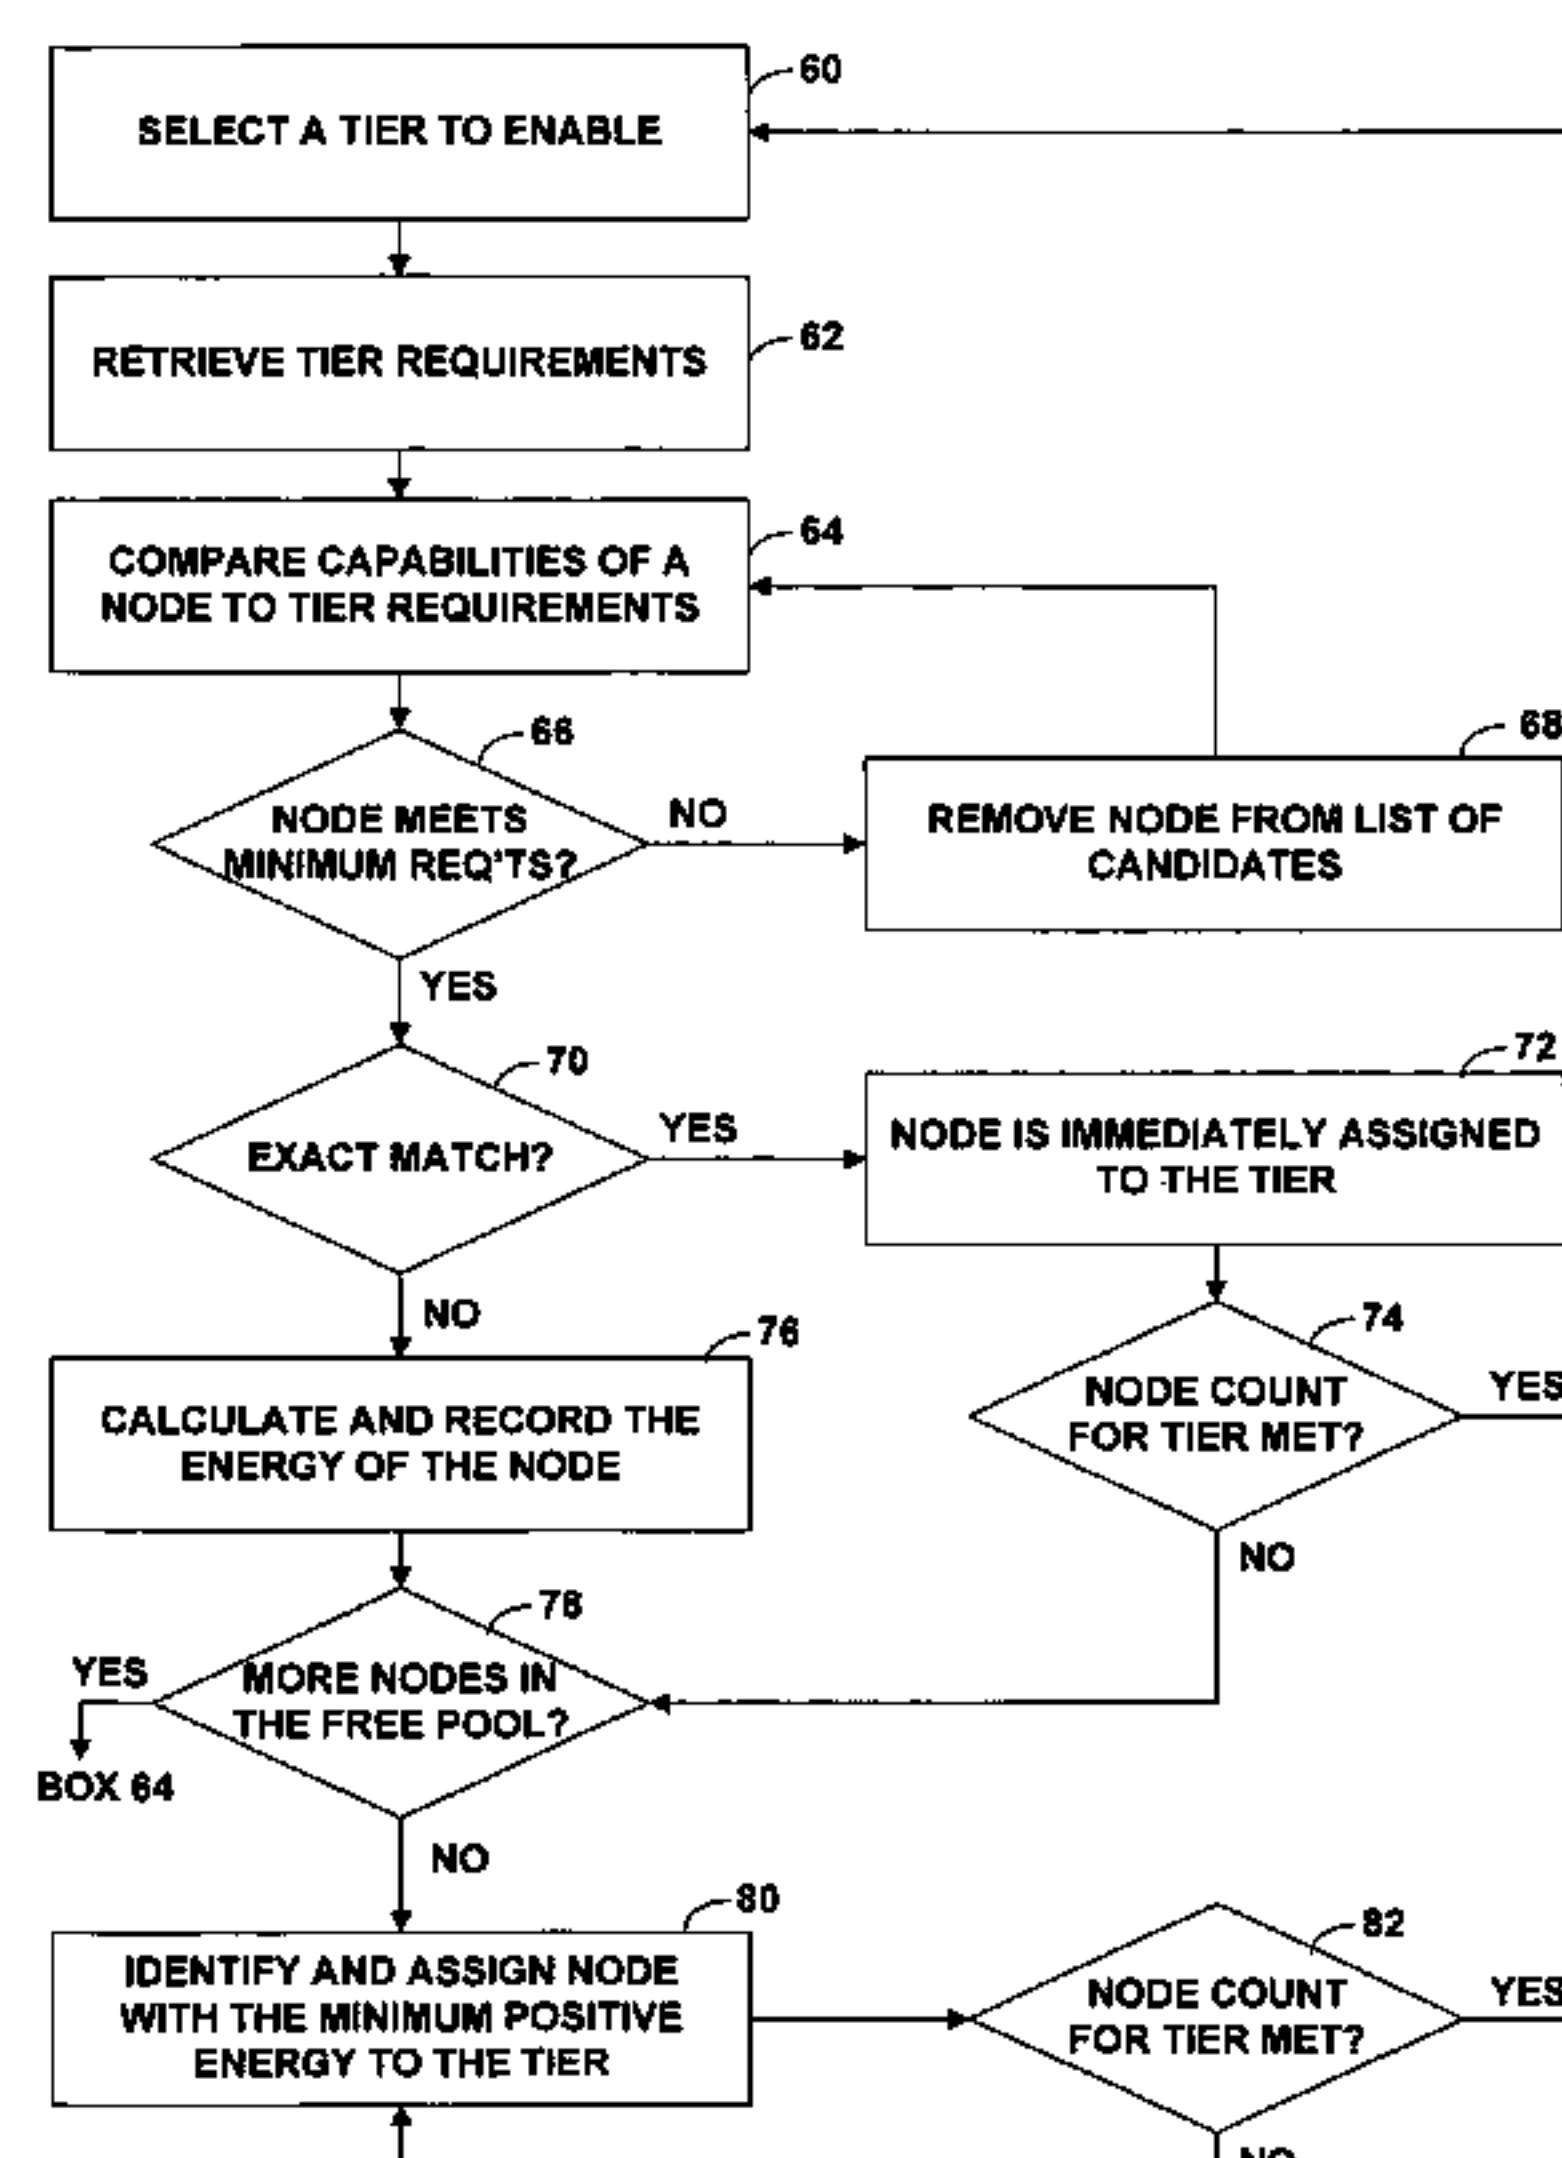 60
SELECT A TIER TO ENABLE
62
RETRIEVE TIER REQUIREMENTS
64
COMPARE CAPABILITIES OF A
NODE TO TIER REQUIREMENTS
66
NODE MEETS
MINIMUM REQ'TS?
NO
68
REMOVE NODE FROM LIST OF
CANDIDATES
YES
70
EXACT MATCH?
YES
72
NODE IS IMMEDIATELY ASSIGNED
TO THE TIER
NO
74
NODE COUNT
FOR TIER MET?
YES
NO
76
CALCULATE AND RECORD THE
ENERGY OF THE NODE
78
MORE NODES IN
THE FREE POOL?
YES
BOX 64
NO
80
IDENTIFY AND ASSIGN NODE
WITH THE MINIMUM POSITIVE
ENERGY TO THE TIER
82
NODE COUNT
FOR TIER MET?
YES
NO